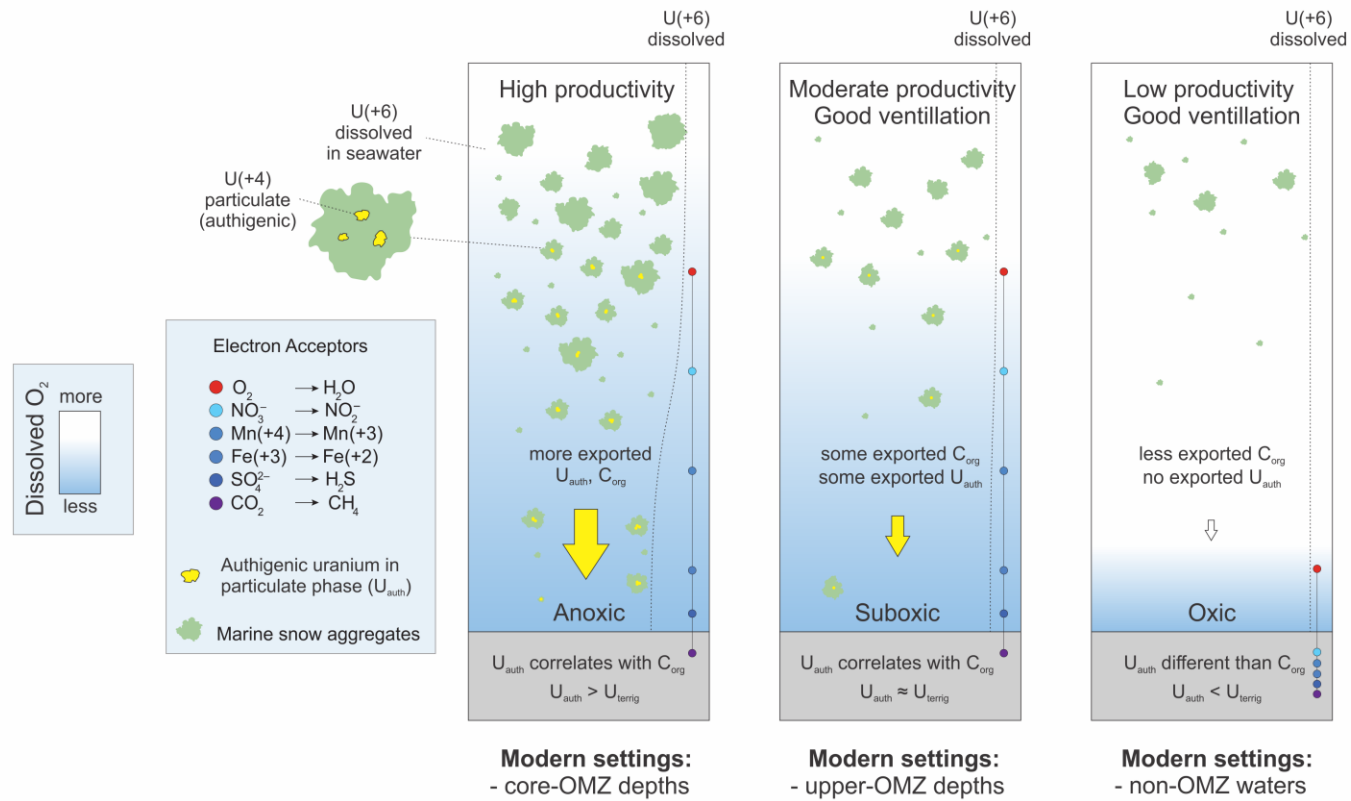 U(+6)
dissolved
U(+6)
dissolved
U(+6)
dissolved
High productivity
Moderate productivity
Good ventillation
Low productivity
Good ventillation
U(+6)
dissolved
in seawater
U(+4)
particulate
(authigenic)
Dissolved O₂
more
less
Electron Acceptors
O₂ → H₂O
NO₃⁻ → NO₂⁻
Mn(+4) → Mn(+3)
Fe(+3) → Fe(+2)
SO₄²⁻ → H₂S
CO₂ → CH₄
Authigenic uranium in
particulate phase (Uauth)
Marine snow aggregates
more exported
Uauth, Corg
Anoxic
Uauth correlates with Corg
Uauth > Uterrig
Modern settings:
- core-OMZ depths
some exported Corg
some exported Uauth
Suboxic
Uauth correlates with Corg
Uauth ≈ Uterrig
Modern settings:
- upper-OMZ depths
less exported Corg
no exported Uauth
Oxic
Uauth different than Corg
Uauth < Uterrig
Modern settings:
- non-OMZ waters